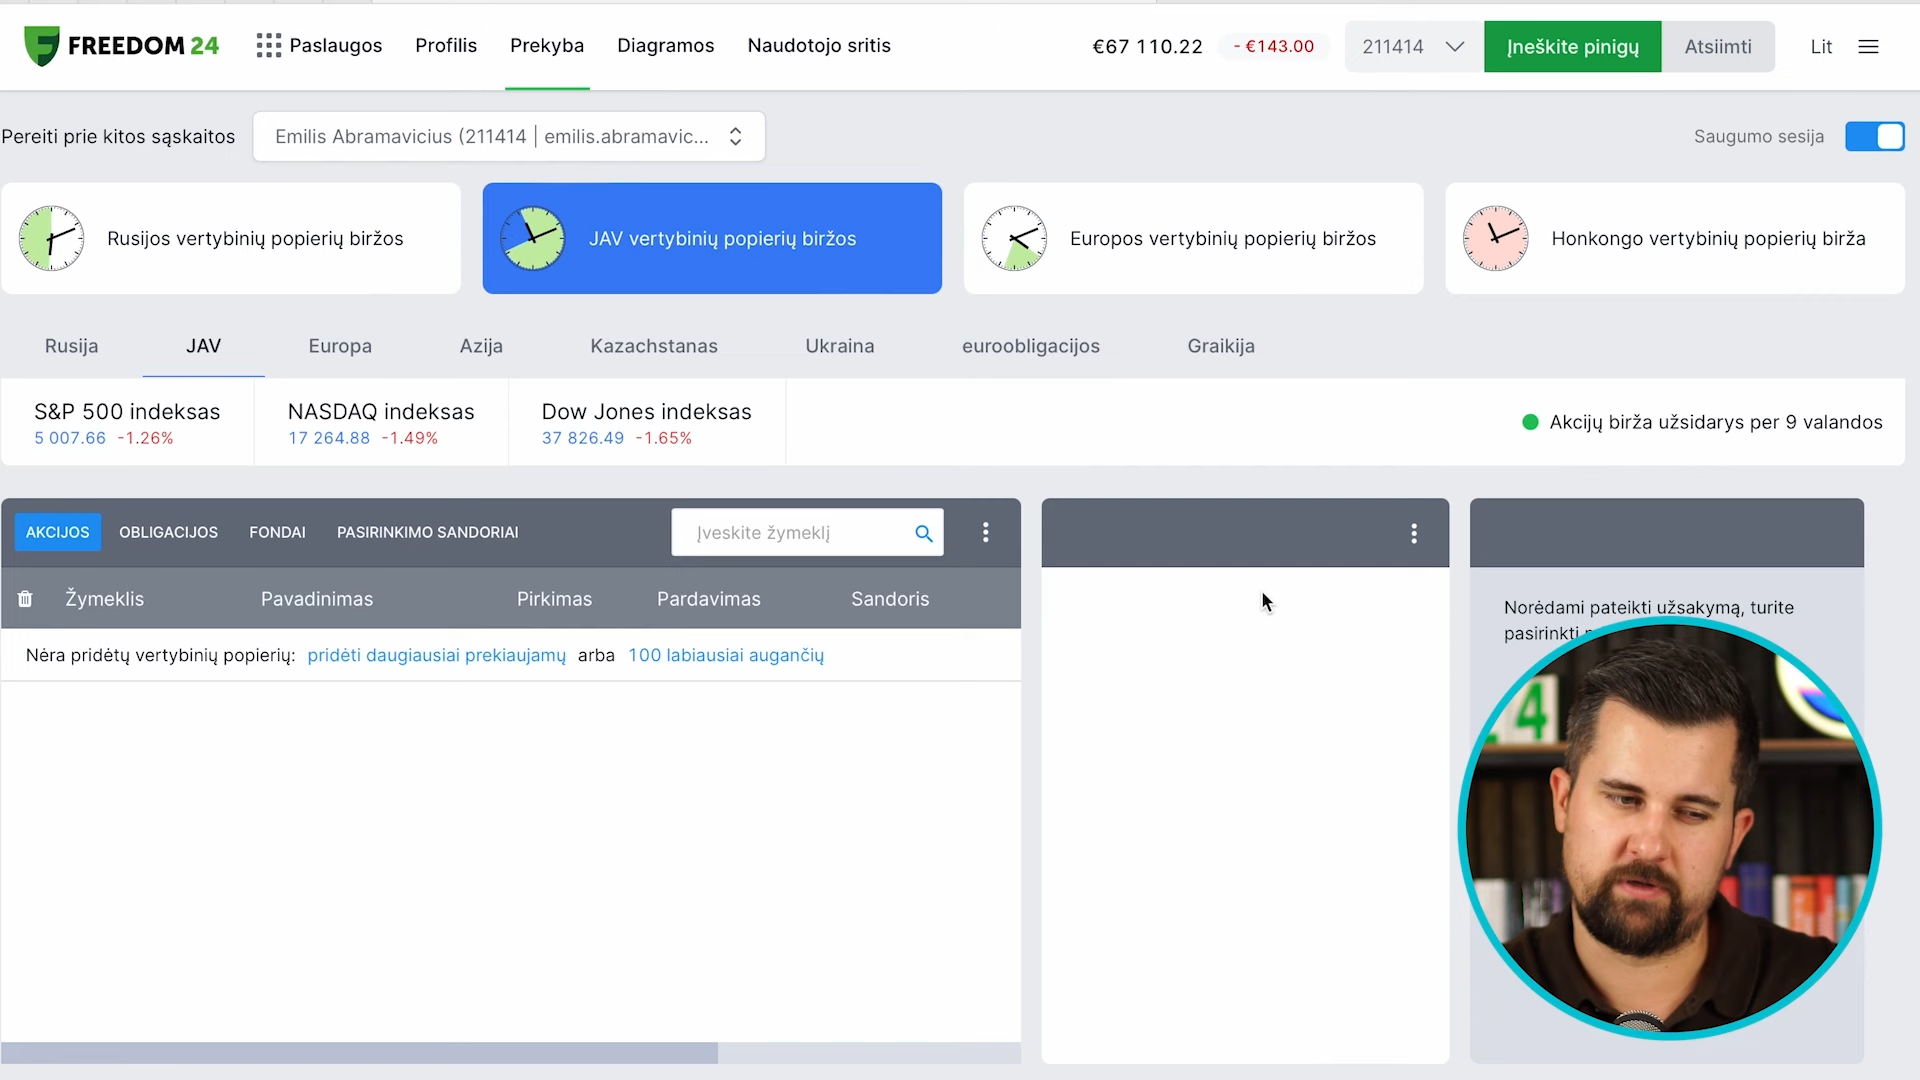 FREEDOM 24
Paslaugos
Profilis
Prekyba
Diagramos
Naudotojo sritis
€67 110.22
- €143.00
211414
Įneškite pinigų
Atsiimti
Lit
Pereiti prie kitos sąskaitos
Emilis Abramavicius (211414 | emilis.abramavic...
Saugumo sesija
Rusijos vertybinių popierių biržos
JAV vertybinių popierių biržos
Europos vertybinių popierių biržos
Honkongo vertybinių popierių birža
Rusija
JAV
Europa
Azija
Kazachstanas
Ukraina
euroobligacijos
Graikija
S&P 500 indeksas
5 007.66 -1.26%
NASDAQ indeksas
17 264.88 -1.49%
Dow Jones indeksas
37 826.49 -1.65%
Akcijų birža užsidarys per 9 valandos
AKCIJOS
OBLIGACIJOS
FONDAI
PASIRINKIMO SANDORIAI
Įveskite žymeklį
Žymeklis
Pavadinimas
Pirkimas
Pardavimas
Sandoris
Nėra pridėtų vertybinių popierių: pridėti daugiausiai prekiaujamų arba 100 labiausiai augančių
Norėdami pateikti užsakymą, turite
pasirinkti
4